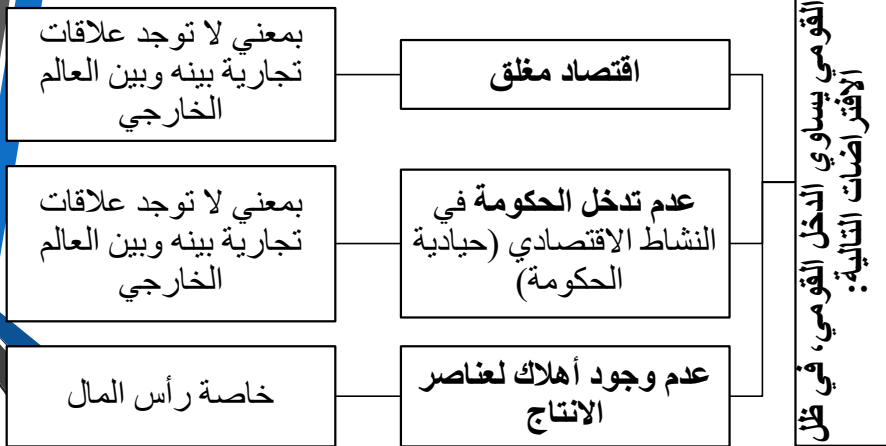 القومي يساوي الدخل القومي، في ظل
الافتراضات التالية:
اقتصاد مغلق
بمعني لا توجد علاقات
تجارية بينه وبين العالم
الخارجي
عدم تدخل الحكومة في
النشاط الاقتصادي (حيادية
الحكومة)
بمعني لا توجد علاقات
تجارية بينه وبين العالم
الخارجي
عدم وجود أهلاك لعناصر
الانتاج
خاصة رأس المال